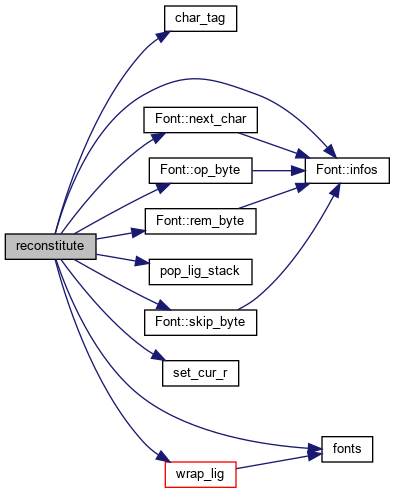 char_tag
Font::next_char
Font::op_byte
Font::infos
Font::rem_byte
reconstitute
pop_lig_stack
Font::skip_byte
set_cur_r
fonts
wrap_lig